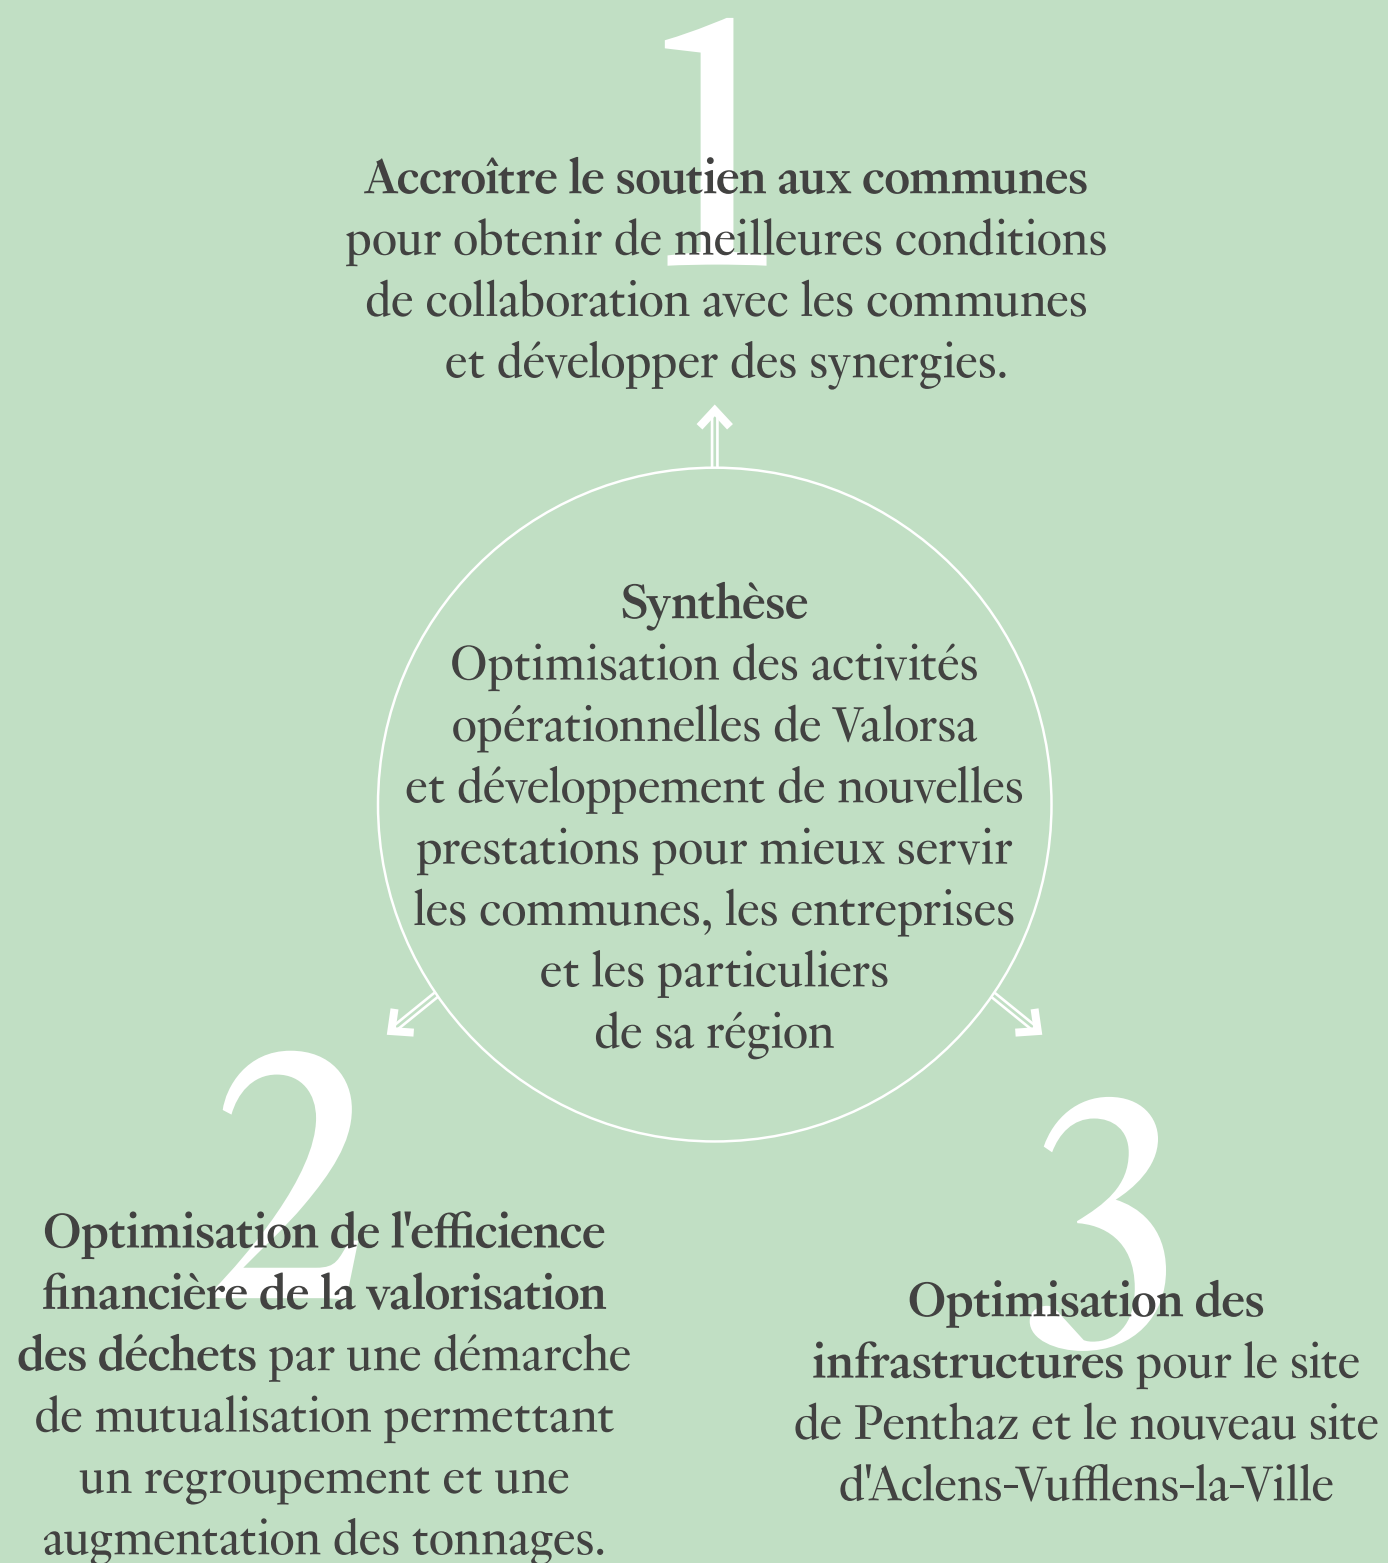 1
Accroître le soutien aux communes
pour obtenir de meilleures conditions
de collaboration avec les communes
et développer des synergies.
Synthèse
Optimisation des activités
opérationnelles de Valorsa
et développement de nouvelles
prestations pour mieux servir
les communes, les entreprises
et les particuliers
de sa région
2
Optimisation de l'efficience
financière de la valorisation
des déchets par une démarche
de mutualisation permettant
un regroupement et une
augmentation des tonnages.
3
Optimisation des
infrastructures pour le site
de Penthaz et le nouveau site
d'Aclens-Vufflens-la-Ville